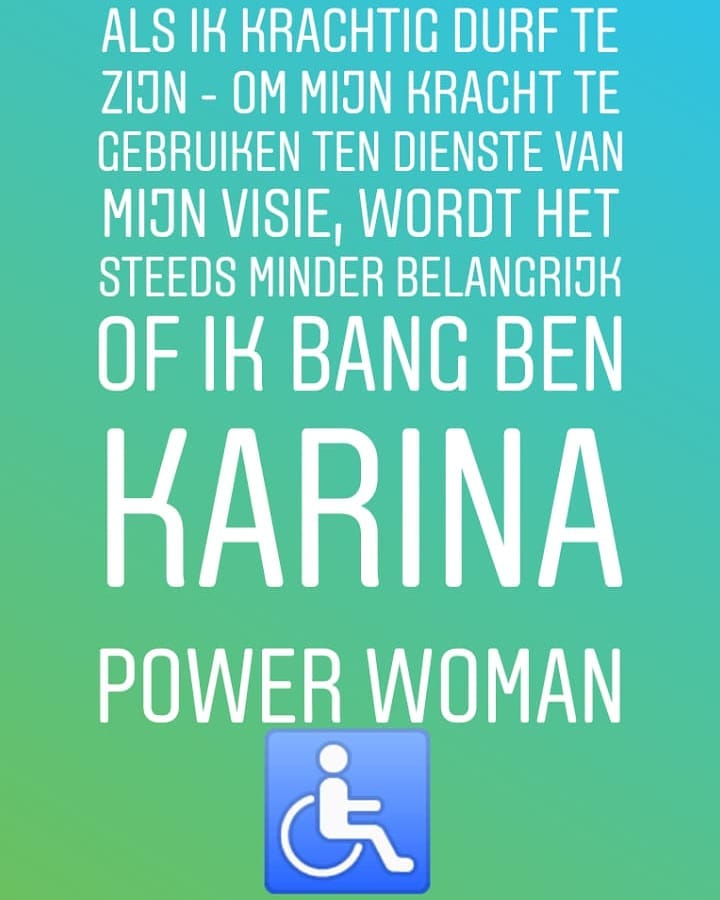 ALS IK KRACHTIG DURF TE
ZIJN - OM MIJN KRACHT TE
GEBRUIKEN TEN DIENSTE VAN
MIJN VISIE, WORDT HET
STEEDS MINDER BELANGRIJK
OF IK BANG BEN
KARINA
POWER WOMAN